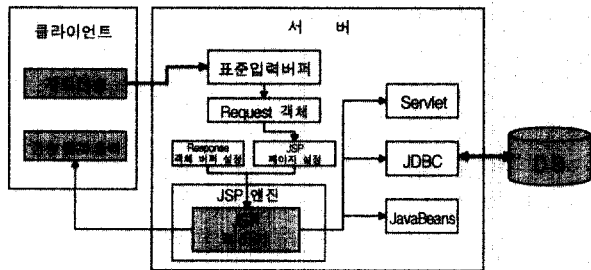 클라이언트
서 버
표준입력버퍼
Request 객체
Response
객체 버퍼 설정
JSP
페이지 설정
JSP 엔진
Servlet
JDBC
JavaBeans